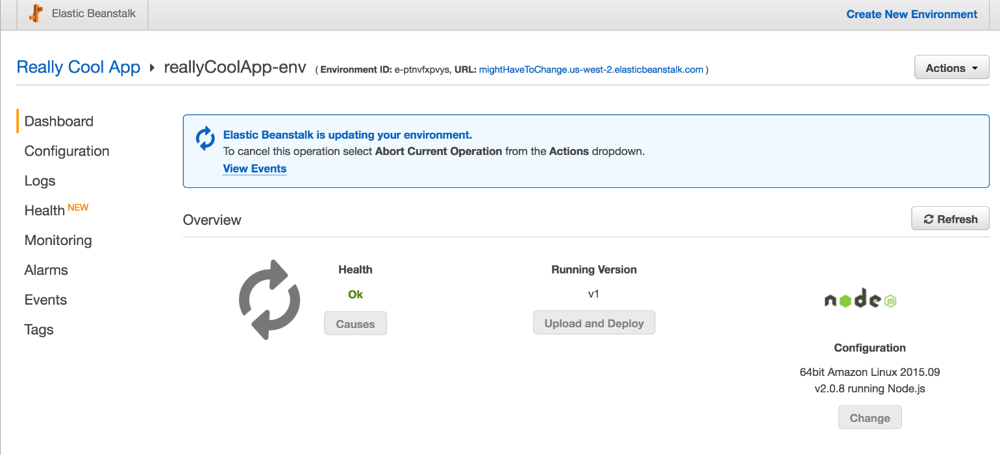 Elastic Beanstalk
Create New Environment
Really Cool App reallyCoolApp-env ( Environment ID: e-ptnvfxpvys, URL: mightHaveToChange.us-west-2.elasticbeanstalk.com )
Actions
Dashboard
Configuration
Logs
Health NEW
Monitoring
Alarms
Events
Tags
Elastic Beanstalk is updating your environment.
To cancel this operation select Abort Current Operation from the Actions dropdown.
View Events
Overview
Refresh
Health
Ok
Causes
Running Version
v1
Upload and Deploy
node JS
Configuration
64bit Amazon Linux 2015.09
v2.0.8 running Node.js
Change